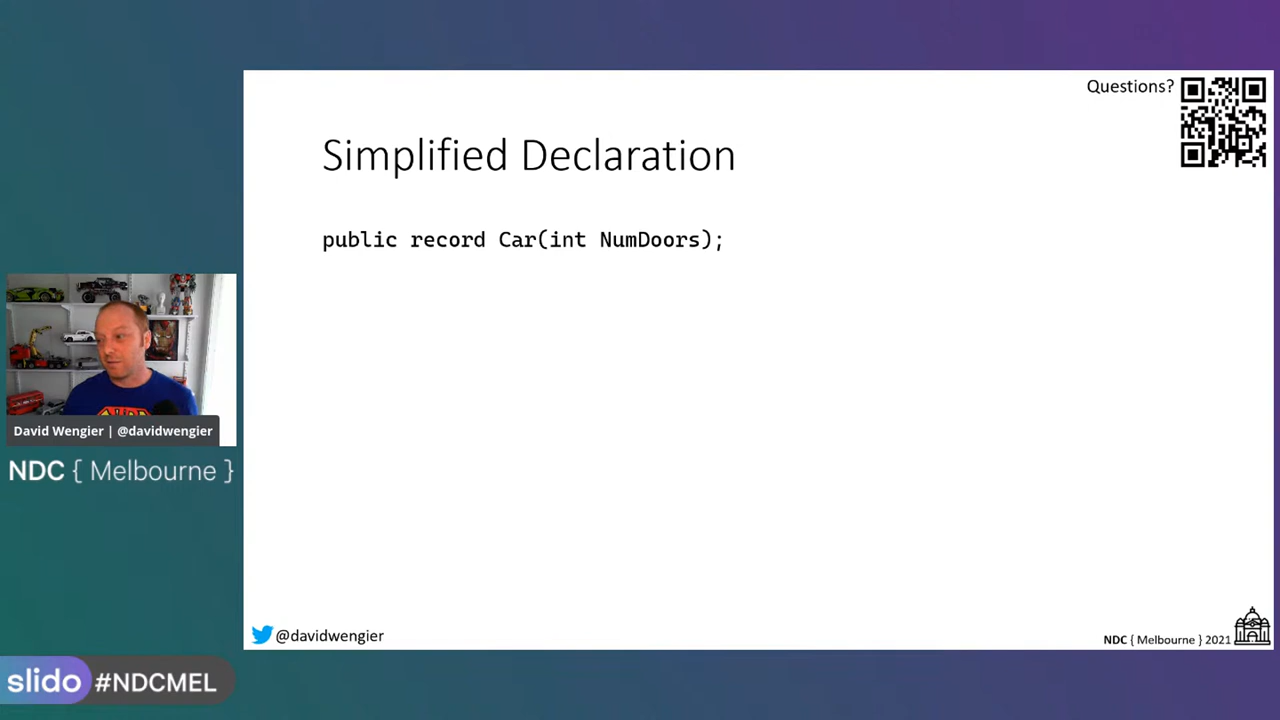 Questions?
Simplified Declaration
public record Car(int NumDoors);
David Wengier | @davidwengier
NDC { Melbourne }
@davidwengier
NDC { Melbourne } 2021
slido #NDCMEL